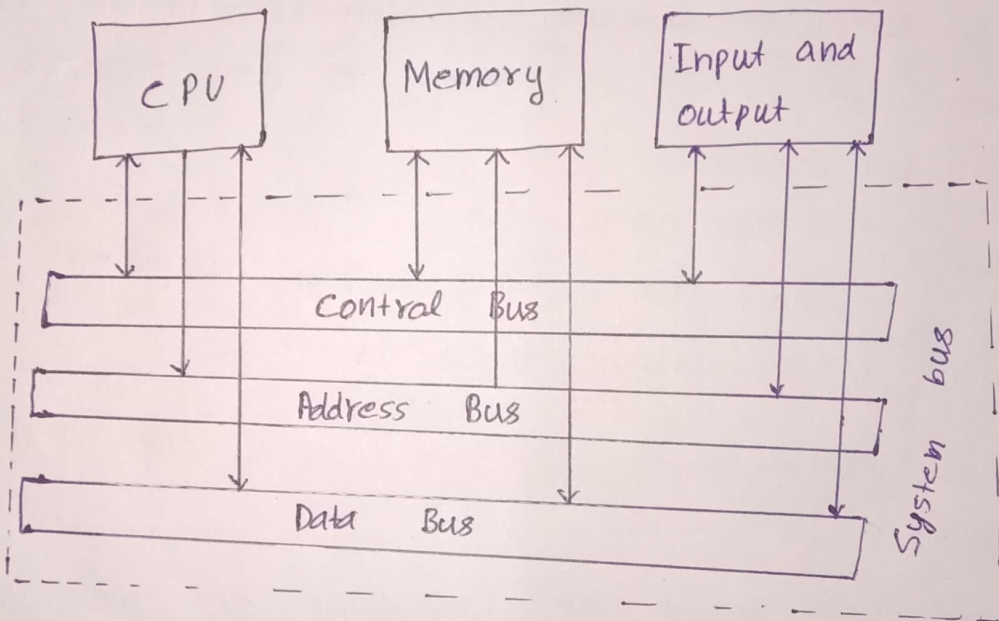 CPU
Memory
Input and
output
Control Bus
Address Bus
Data Bus
System bus